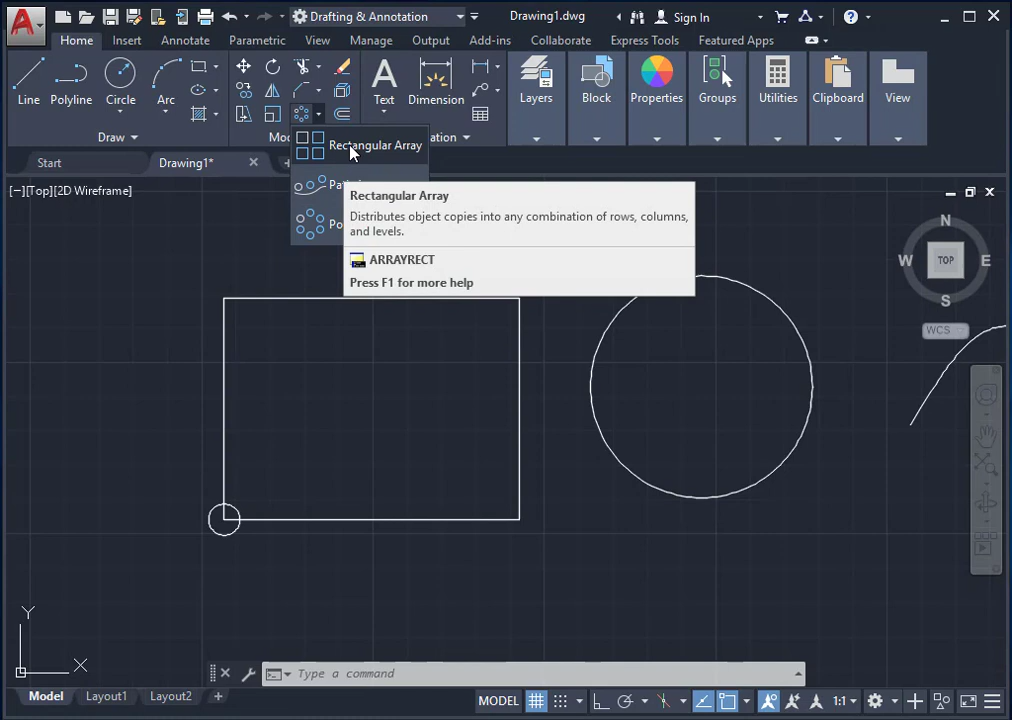 Drafting & Annotation
Drawing1.dwg
Sign In
Home
Insert
Annotate
Parametric
View
Manage
Output
Add-ins
Collaborate
Express Tools
Featured Apps
Line
Polyline
Circle
Arc
Text
Dimension
Layers
Block
Properties
Groups
Utilities
Clipboard
View
Draw
Start
Drawing1*
Rectangular Array
[−][Top][2D Wireframe]
Rectangular Array
Distributes object copies into any combination of rows, columns,
and levels.
ARRAYRECT
Press F1 for more help
N
W
TOP
E
S
WCS
Y
X
Type a command
Model
Layout1
Layout2
MODEL
1:1